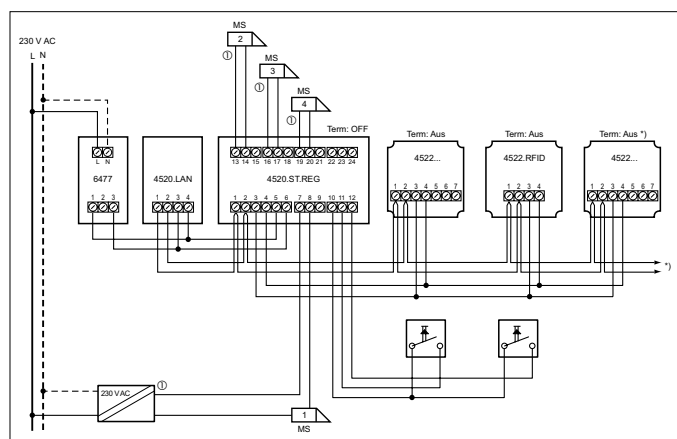 230 V AC
L N
MS
2
①
MS
3
①
MS
4
①
Term: OFF
L N
6477
1 2 3
4520.LAN
1 2 3 4
13 14 15 16 17 18 19 20 21 22 23 24
4520.ST.REG
1 2 3 4 5 6 7 8 9 10 11 12
Term: Aus
4522...
1 2 3 4 5 6 7
Term: Aus
4522.RFID
1 2 3 4
Term: Aus *)
4522...
1 2 3 4 5 6 7
*)
230 V AC
①
1
MS